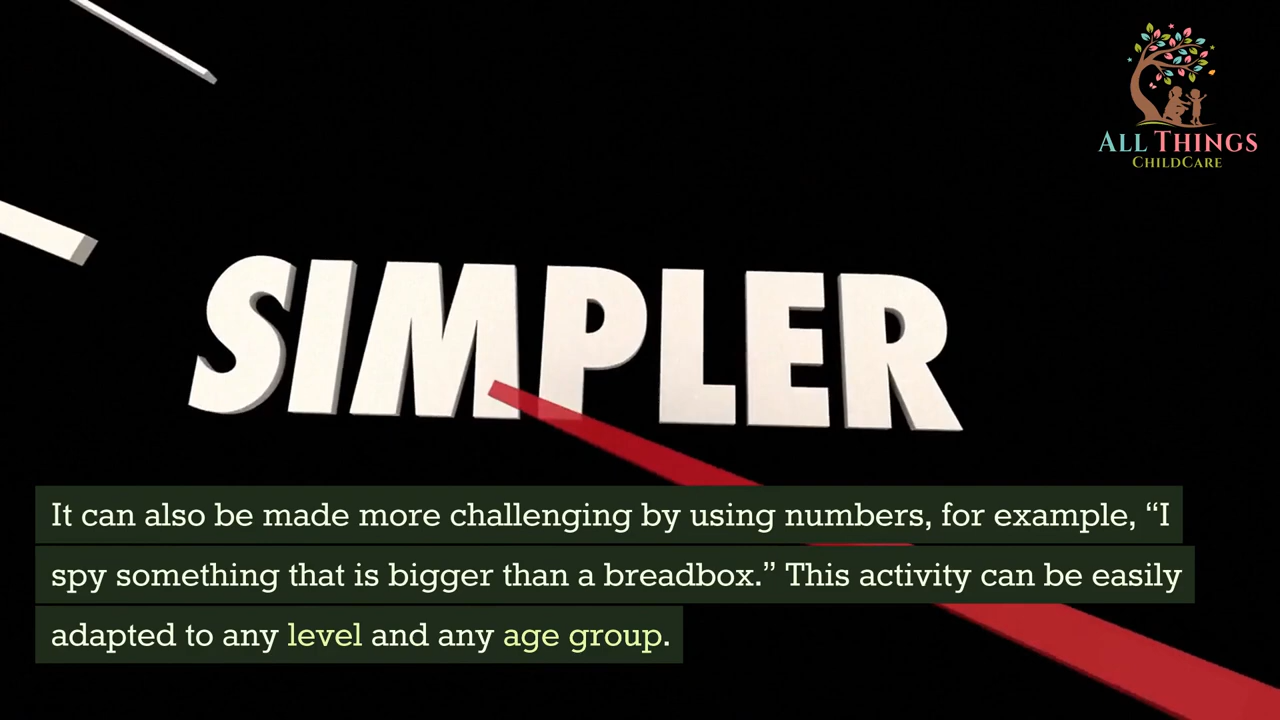 ALL THINGS
CHILDCARE
SIMPLER
It can also be made more challenging by using numbers, for example, “I
spy something that is bigger than a breadbox.” This activity can be easily
adapted to any level and any age group.